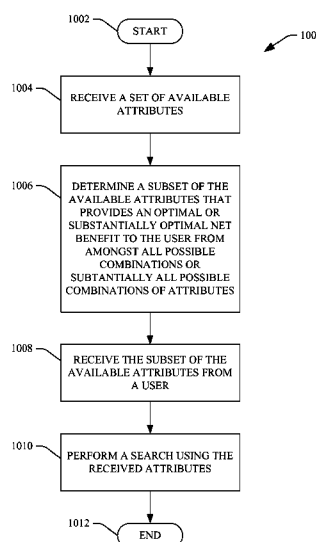 1002
START
100
1004
RECEIVE A SET OF AVAILABLE
ATTRIBUTES
1006
DETERMINE A SUBSET OF THE
AVAILABLE ATTRIBUTES THAT
PROVIDES AN OPTIMAL OR
SUBSTANTIALLY OPTIMAL NET
BENEFIT TO THE USER FROM
AMONGST ALL POSSIBLE
COMBINATIONS OR
SUBTANTIALLY ALL POSSIBLE
COMBINATIONS OF ATTRIBUTES
1008
RECEIVE THE SUBSET OF THE
AVAILABLE ATTRIBUTES FROM
A USER
1010
PERFORM A SEARCH USING THE
RECEIVED ATTRIBUTES
1012
END